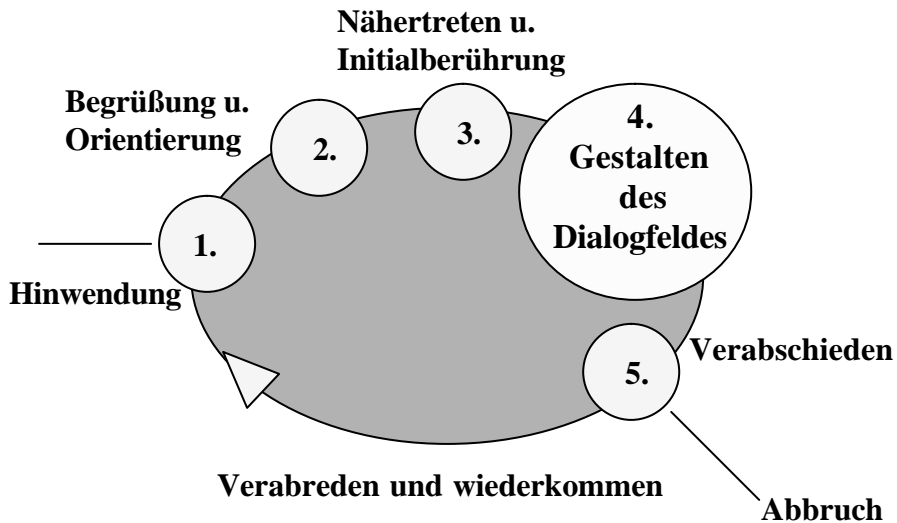 Nähertreten u.
Initialberührung
Begrüßung u.
Orientierung
4.
Gestalten
des
Dialogfeldes
3.
2.
1.
Hinwendung
Verabschieden
5.
Verabreden und wiederkommen
Abbruch